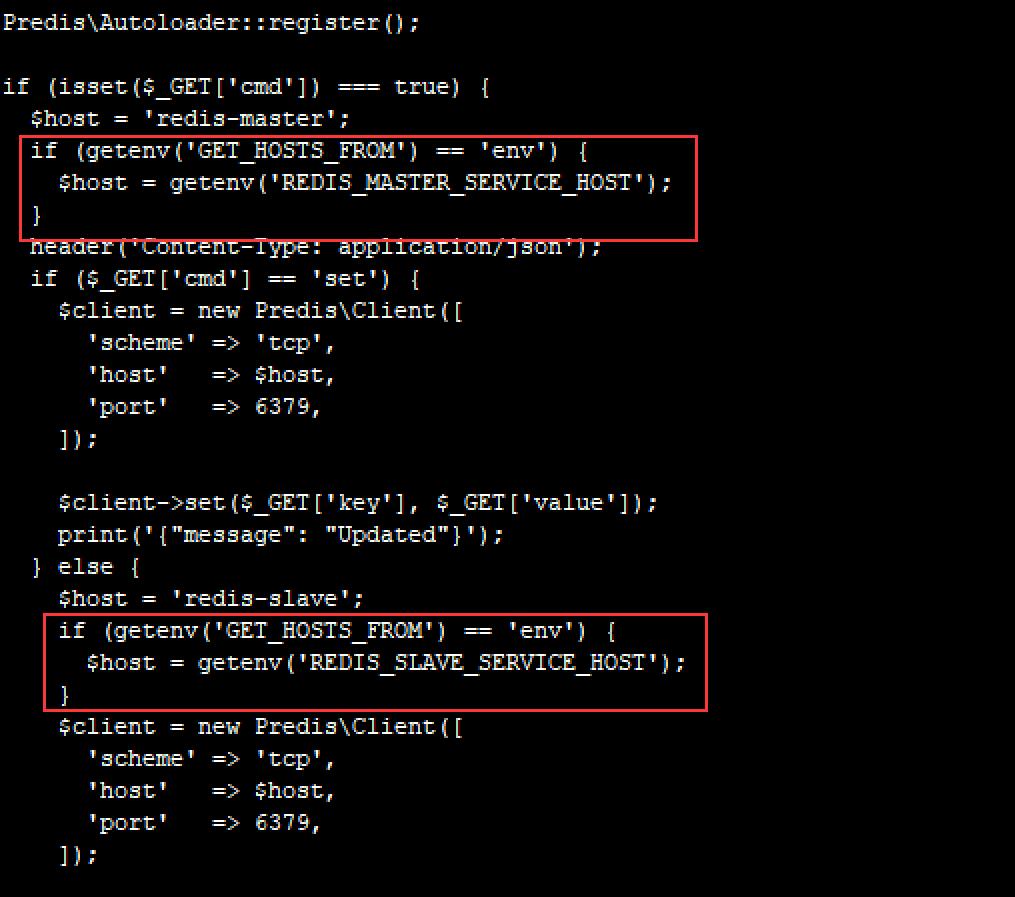 Predis\Autoloader::register();

if (isset($_GET['cmd']) === true) {
  $host = 'redis-master';
  if (getenv('GET_HOSTS_FROM') == 'env') {
    $host = getenv('REDIS_MASTER_SERVICE_HOST');
  }
  header('Content-Type: application/json');
  if ($_GET['cmd'] == 'set') {
    $client = new Predis\Client([
      'scheme' => 'tcp',
      'host'   => $host,
      'port'   => 6379,
    ]);

    $client->set($_GET['key'], $_GET['value']);
    print('{"message": "Updated"}');
  } else {
    $host = 'redis-slave';
    if (getenv('GET_HOSTS_FROM') == 'env') {
      $host = getenv('REDIS_SLAVE_SERVICE_HOST');
    }
    $client = new Predis\Client([
      'scheme' => 'tcp',
      'host'   => $host,
      'port'   => 6379,
    ]);